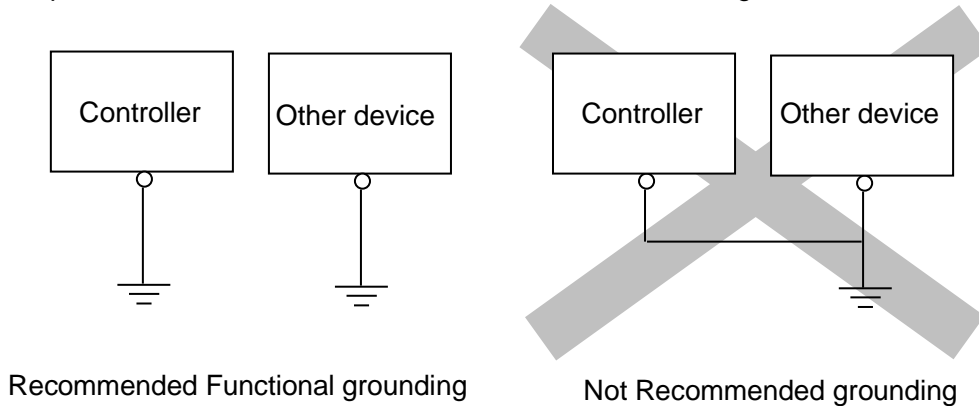 Controller
Other device
Controller
Other device
Recommended Functional grounding
Not Recommended grounding